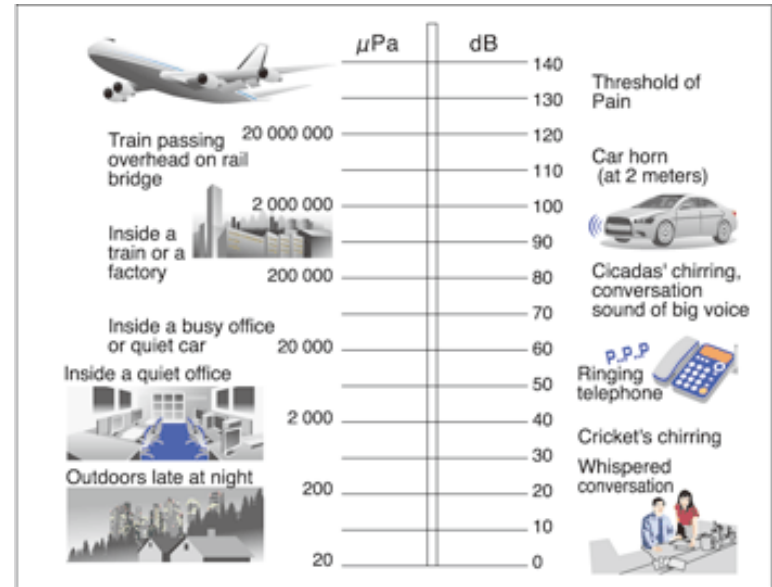 µPa
dB
140
130
120
110
100
90
80
70
60
50
40
30
20
10
0
20 000 000
2 000 000
200 000
20 000
2 000
200
20
Train passing
overhead on rail
bridge
Inside a
train or a
factory
Inside a busy office
or quiet car
Inside a quiet office
Outdoors late at night
Threshold of
Pain
Car horn
(at 2 meters)
Cicadas' chirring,
conversation
sound of big voice
P..P..P
Ringing
telephone
Cricket's chirring
Whispered
conversation